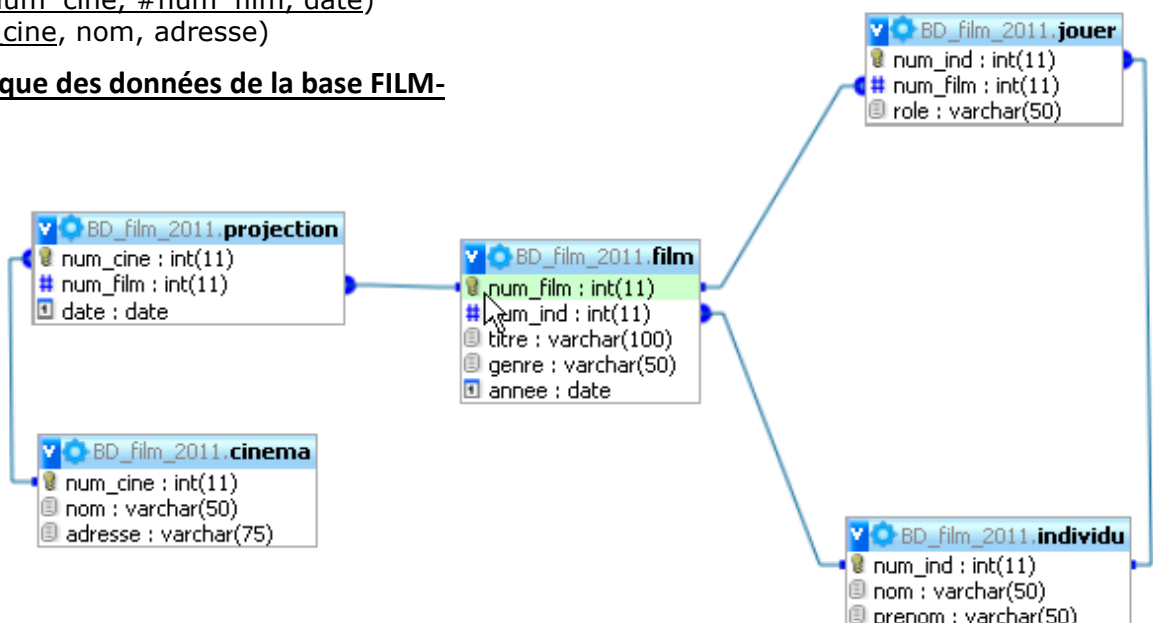 num_cine, #num_film, date)
_cine, nom, adresse)
que des données de la base FILM-
BD_film_2011.jouer
num_ind : int(11)
# num_film : int(11)
role : varchar(50)
BD_film_2011.projection
num_cine : int(11)
# num_film : int(11)
date : date
BD_film_2011.film
num_film : int(11)
# num_ind : int(11)
titre : varchar(100)
genre : varchar(50)
annee : date
BD_film_2011.cinema
num_cine : int(11)
nom : varchar(50)
adresse : varchar(75)
BD_film_2011.individu
num_ind : int(11)
nom : varchar(50)
prenom : varchar(50)